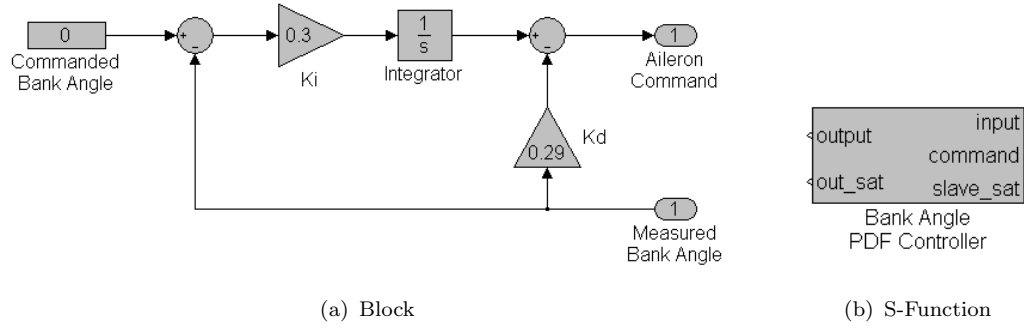 0
Commanded
Bank Angle
+
-
0.3
Ki
1
s
Integrator
+
-
1
Aileron
Command
0.29
Kd
1
Measured
Bank Angle
output
out_sat
input
command
slave_sat
Bank Angle
PDF Controller
(a) Block
(b) S-Function